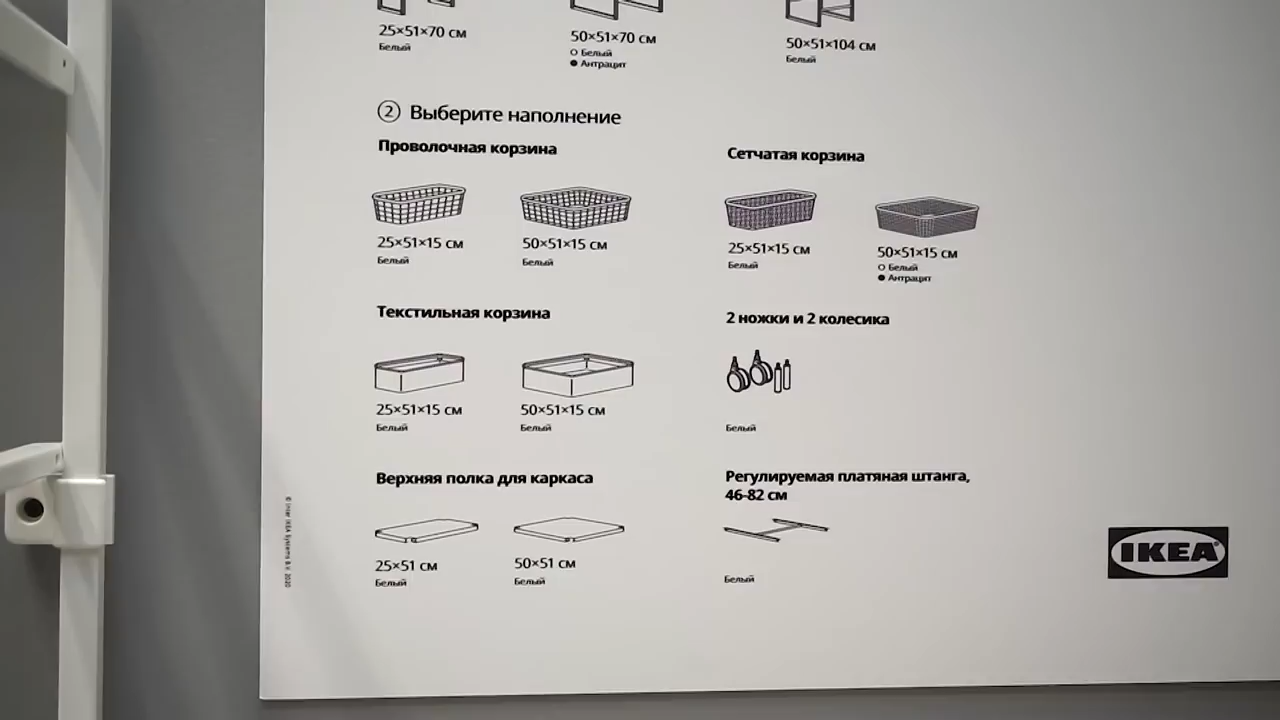 25×51×70 см
Белый
50×51×70 см
Белый
Антрацит
50×51×104 см
Белый
2 Выберите наполнение
Проволочная корзина
25×51×15 см
Белый
50×51×15 см
Белый
Сетчатая корзина
25×51×15 см
Белый
50×51×15 см
Белый
Антрацит
Текстильная корзина
25×51×15 см
Белый
50×51×15 см
Белый
2 ножки и 2 колесика
Белый
Верхняя полка для каркаса
25×51 см
Белый
50×51 см
Белый
Регулируемая платяная штанга,
46-82 см
Белый
© Inter IKEA Systems B.V. 2020
IKEA®